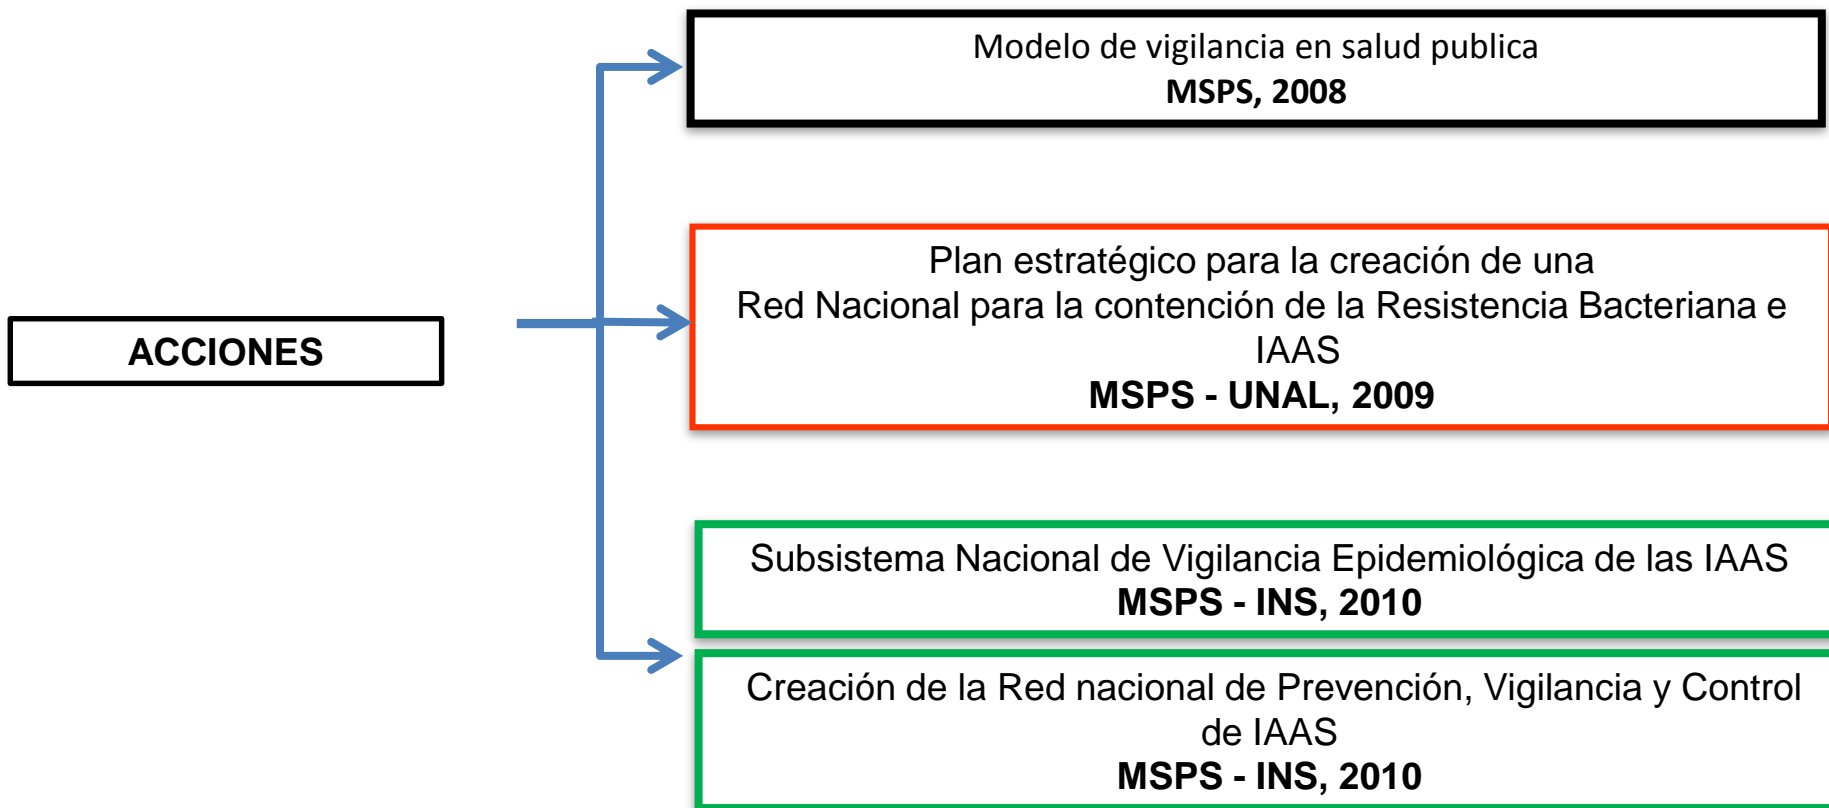 Modelo de vigilancia en salud publica
MSPS, 2008
Plan estratégico para la creación de una
Red Nacional para la contención de la Resistencia Bacteriana e
IAAS
MSPS - UNAL, 2009
ACCIONES
Subsistema Nacional de Vigilancia Epidemiológica de las IAAS
MSPS - INS, 2010
Creación de la Red nacional de Prevención, Vigilancia y Control
de IAAS
MSPS - INS, 2010